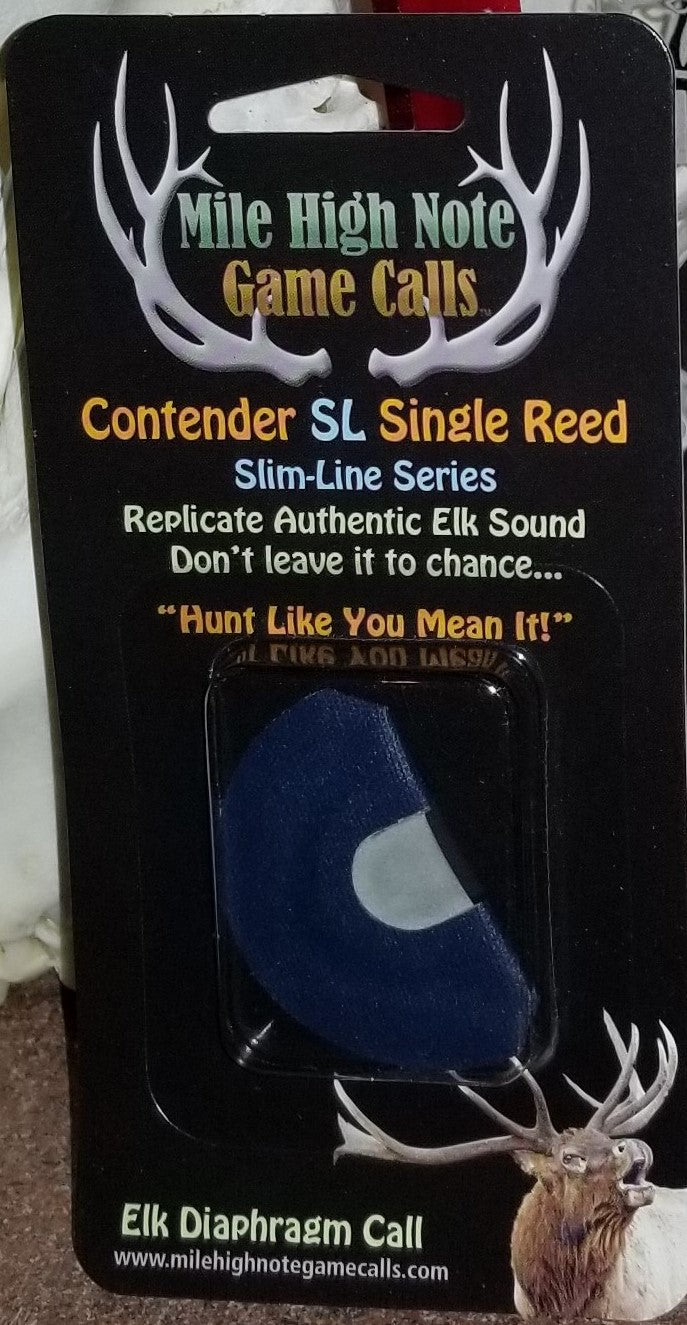 Mile High Note
Game Calls™
Contender SL Single Reed
Slim-Line Series
Replicate Authentic Elk Sound
Don't leave it to chance...
"Hunt Like You Mean It!"
Elk Diaphragm Call
www.milehighnotegamecalls.com